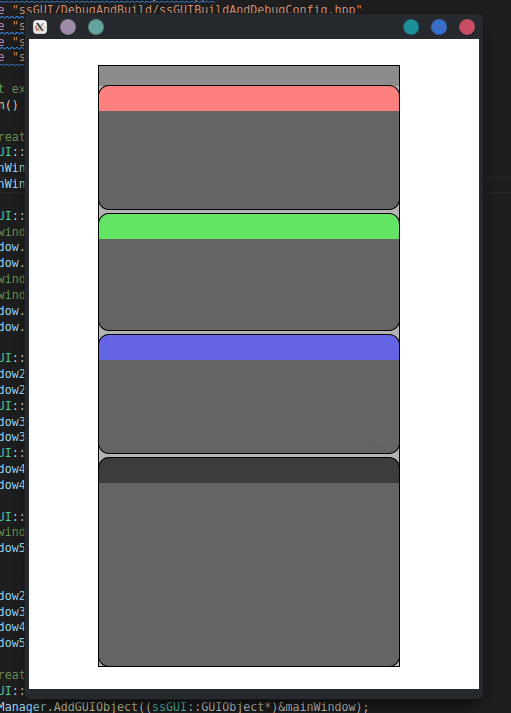 e "ssGUI/DebugAndBuild/ssGUIBuildAndDebugConfig.hpp"
e "s
e "s
e "s
t ex
n()
reat
UI::
nWin
nWin
UI::
wind
dow.
dow.
wind
wind
dow.
dow.
UI::
dow2
dow2
UI::
dow3
dow3
UI::
dow4
dow4
UI::
wind
dow5
dow2
dow3
dow4
dow5
reat
UI::
Manager.AddGUIObject((ssGUI::GUIObject*)&mainWindow);